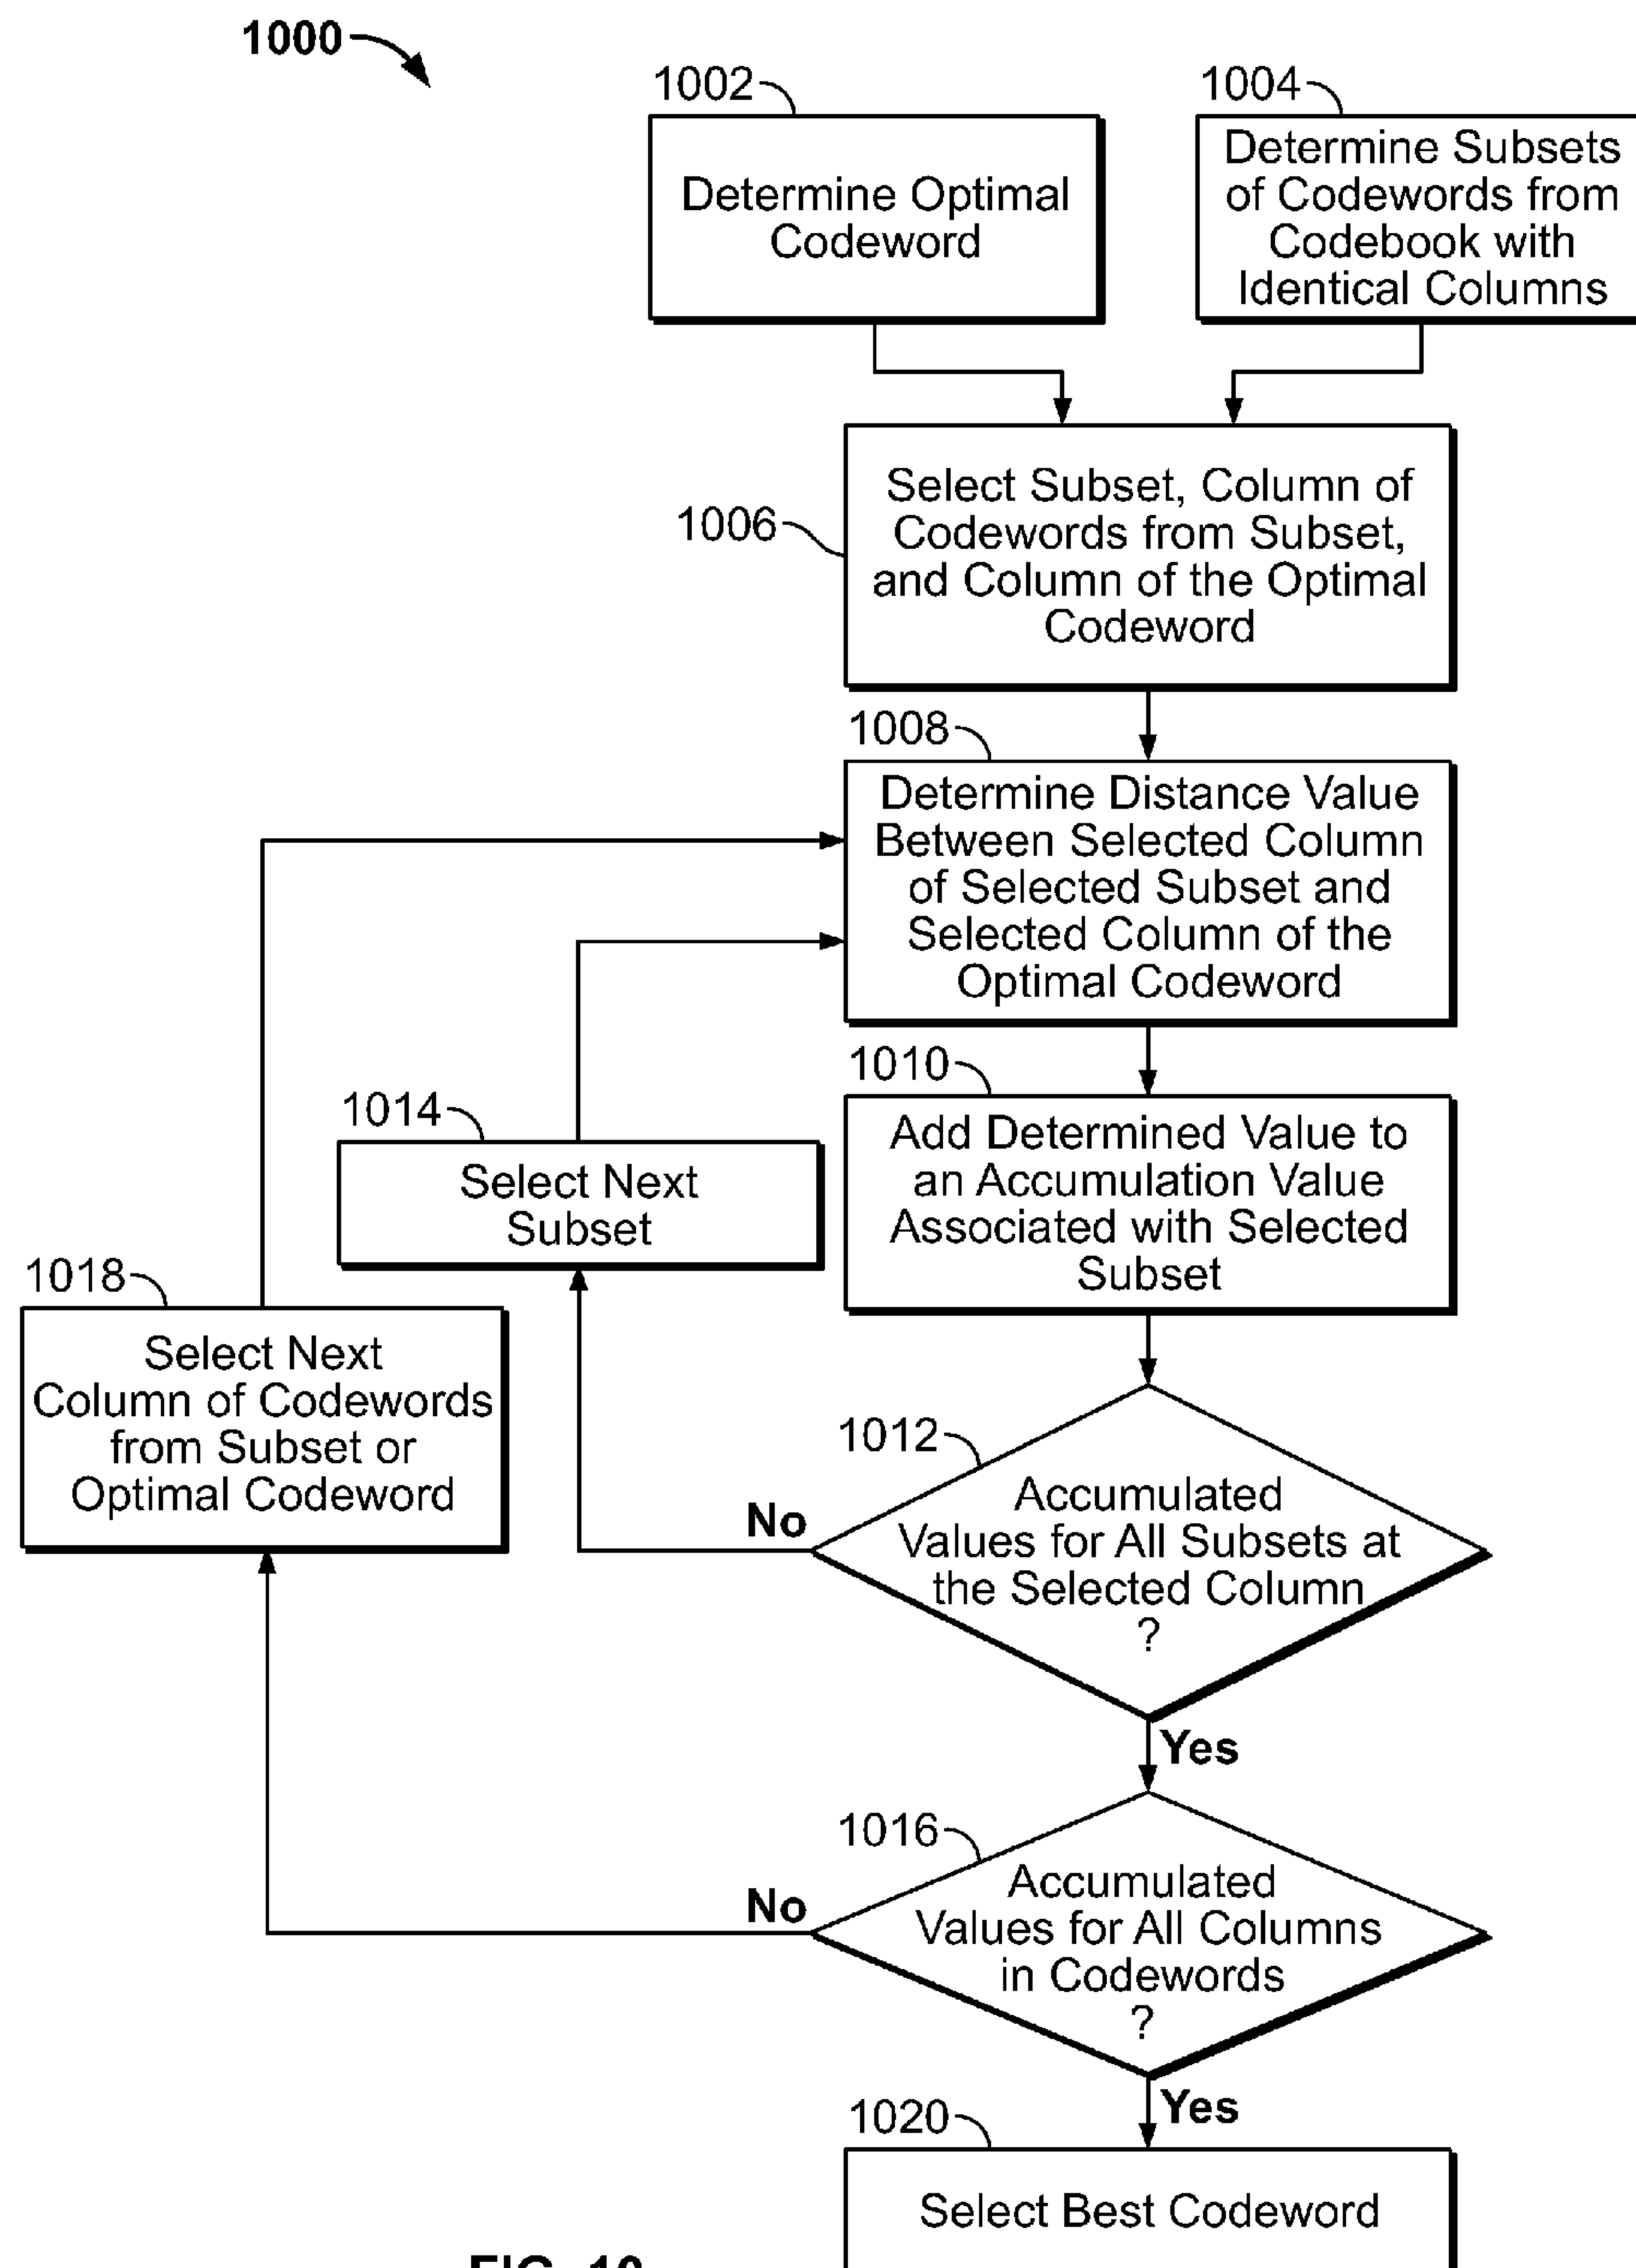 1000
1002
Determine Optimal
Codeword
1004
Determine Subsets
of Codewords from
Codebook with
Identical Columns
1006
Select Subset, Column of
Codewords from Subset,
and Column of the Optimal
Codeword
1008
Determine Distance Value
Between Selected Column
of Selected Subset and
Selected Column of the
Optimal Codeword
1010
Add Determined Value to
an Accumulation Value
Associated with Selected
Subset
1014
Select Next
Subset
1018
Select Next
Column of Codewords
from Subset or
Optimal Codeword
1012
Accumulated
Values for All Subsets at
the Selected Column
?
No
Yes
1016
Accumulated
Values for All Columns
in Codewords
?
No
Yes
1020
Select Best Codeword
FIG. 10